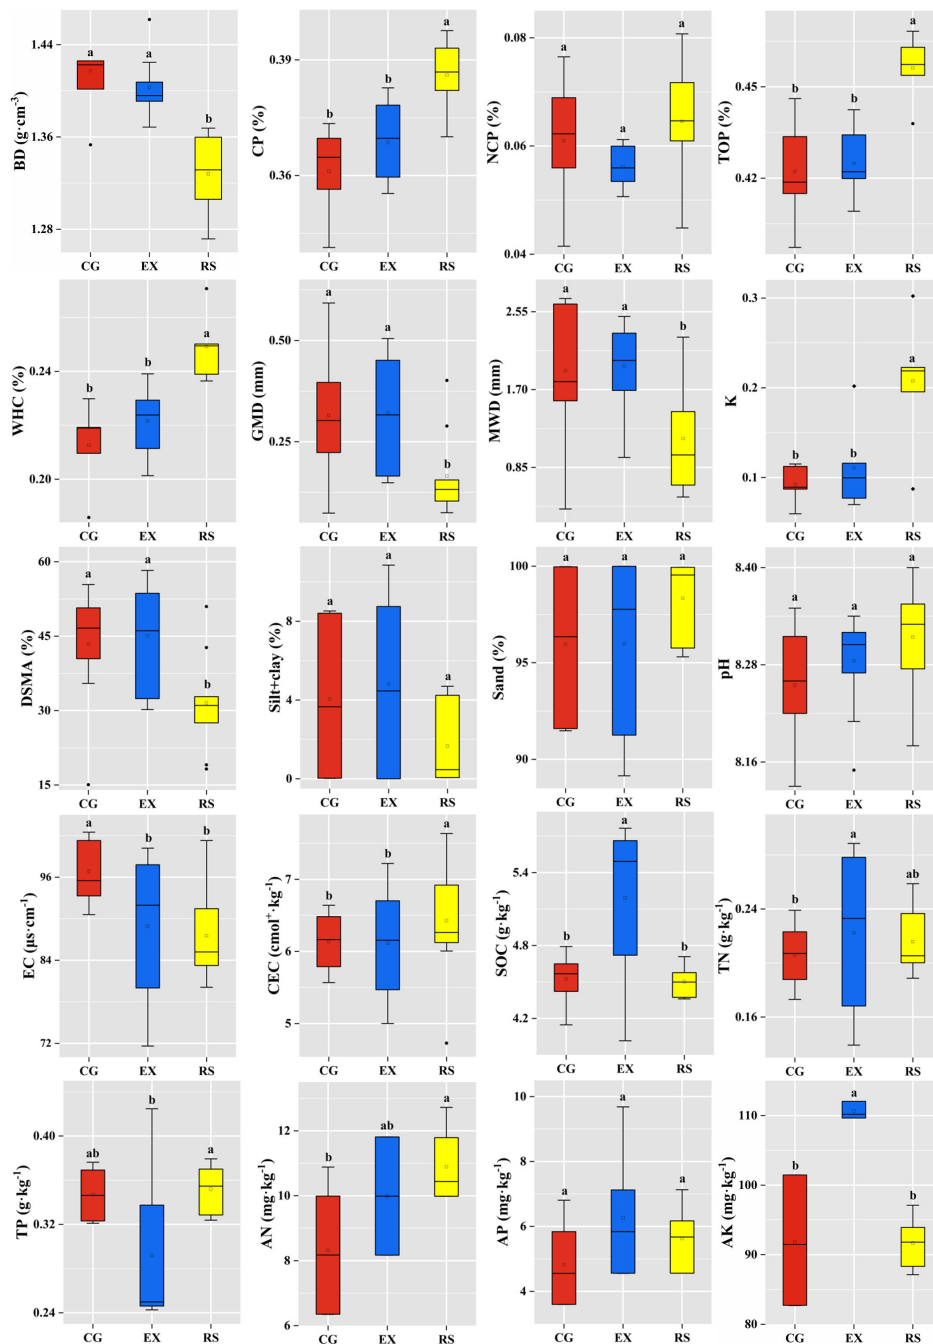 BD (g·cm⁻³)
1.44
1.36
1.28
a
a
b
CG EX RS
CP (%)
0.39
0.36
b
b
a
CG EX RS
NCP (%)
0.08
0.06
0.04
a
a
a
CG EX RS
TOP (%)
0.45
0.42
b
b
a
CG EX RS
WHC (%)
0.24
0.20
b
b
a
CG EX RS
GMD (mm)
0.50
0.25
a
a
b
CG EX RS
MWD (mm)
2.55
1.70
0.85
a
a
b
CG EX RS
K
0.3
0.2
0.1
b
b
a
CG EX RS
DSMA (%)
60
45
30
15
a
a
b
CG EX RS
Silt+clay (%)
8
4
0
a
a
a
CG EX RS
Sand (%)
100
95
90
a
a
a
CG EX RS
pH
8.40
8.28
8.16
a
a
a
CG EX RS
EC (μs·cm⁻¹)
96
84
72
a
b
b
CG EX RS
CEC (cmol⁺·kg⁻¹)
7
6
5
b
b
a
CG EX RS
SOC (g·kg⁻¹)
5.4
4.8
4.2
b
a
b
CG EX RS
TN (g·kg⁻¹)
0.24
0.16
b
a
ab
CG EX RS
TP (g·kg⁻¹)
0.40
0.32
0.24
ab
b
a
CG EX RS
AN (mg·kg⁻¹)
12
10
8
6
b
ab
a
CG EX RS
AP (mg·kg⁻¹)
10
8
6
4
a
a
a
CG EX RS
AK (mg·kg⁻¹)
110
100
90
80
b
a
b
CG EX RS